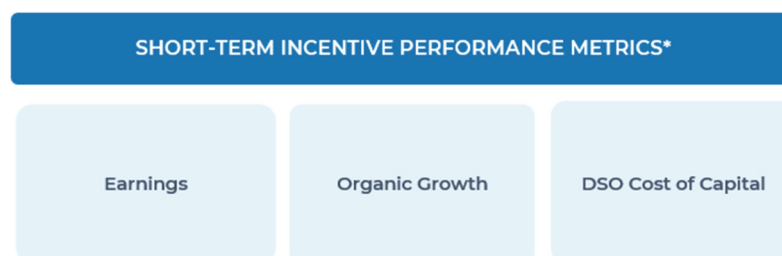 SHORT-TERM INCENTIVE PERFORMANCE METRICS*
Earnings
Organic Growth
DSO Cost of Capital